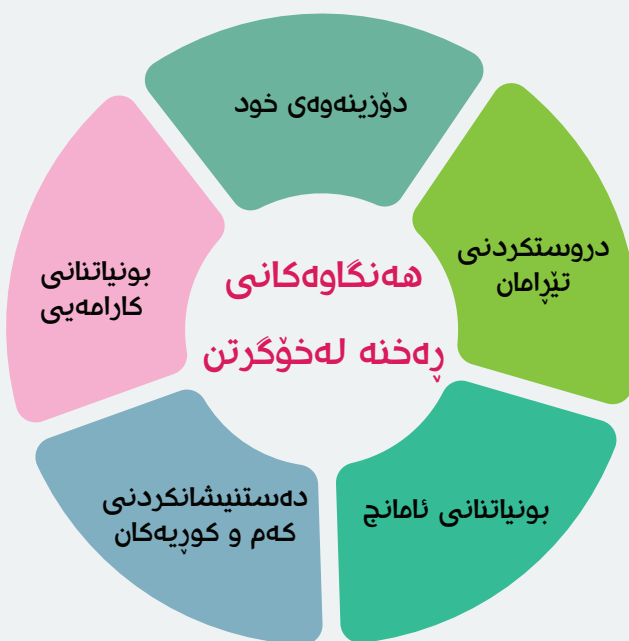 دۆزینەوەی خود
دروستکردنی
تێڕامان
بونیاتنانی ئامانج
دەستنیشانکردنی
کەم و کوڕیەکان
بونیاتنانی
کارامەیی
هەنگاوەکانی
ڕەخنە لەخۆگرتن